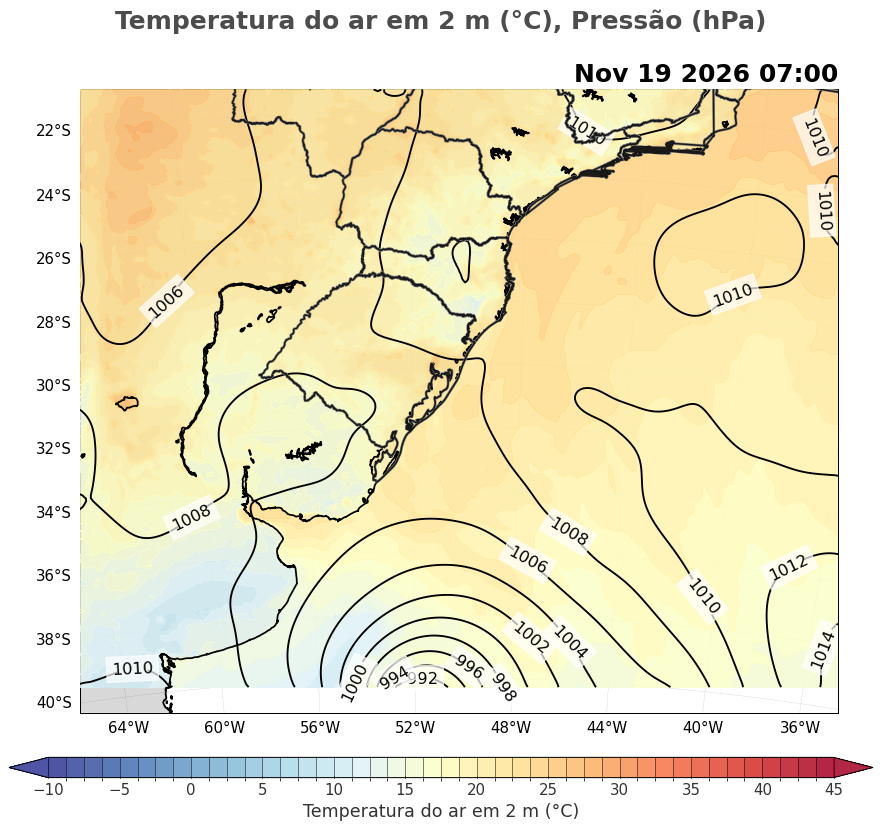 Temperatura do ar em 2 m (°C), Pressão (hPa)
Nov 19 2026 07:00
22°S
24°S
26°S
28°S
30°S
32°S
34°S
36°S
38°S
40°S
1010
1010
1010
1010
1006
1008
1008
1006
1012
1010
1002
1004
1014
1010
1000
994
992
996
998
64°W
60°W
56°W
52°W
48°W
44°W
40°W
36°W
−10
−5
0
5
10
15
20
25
30
35
40
45
Temperatura do ar em 2 m (°C)